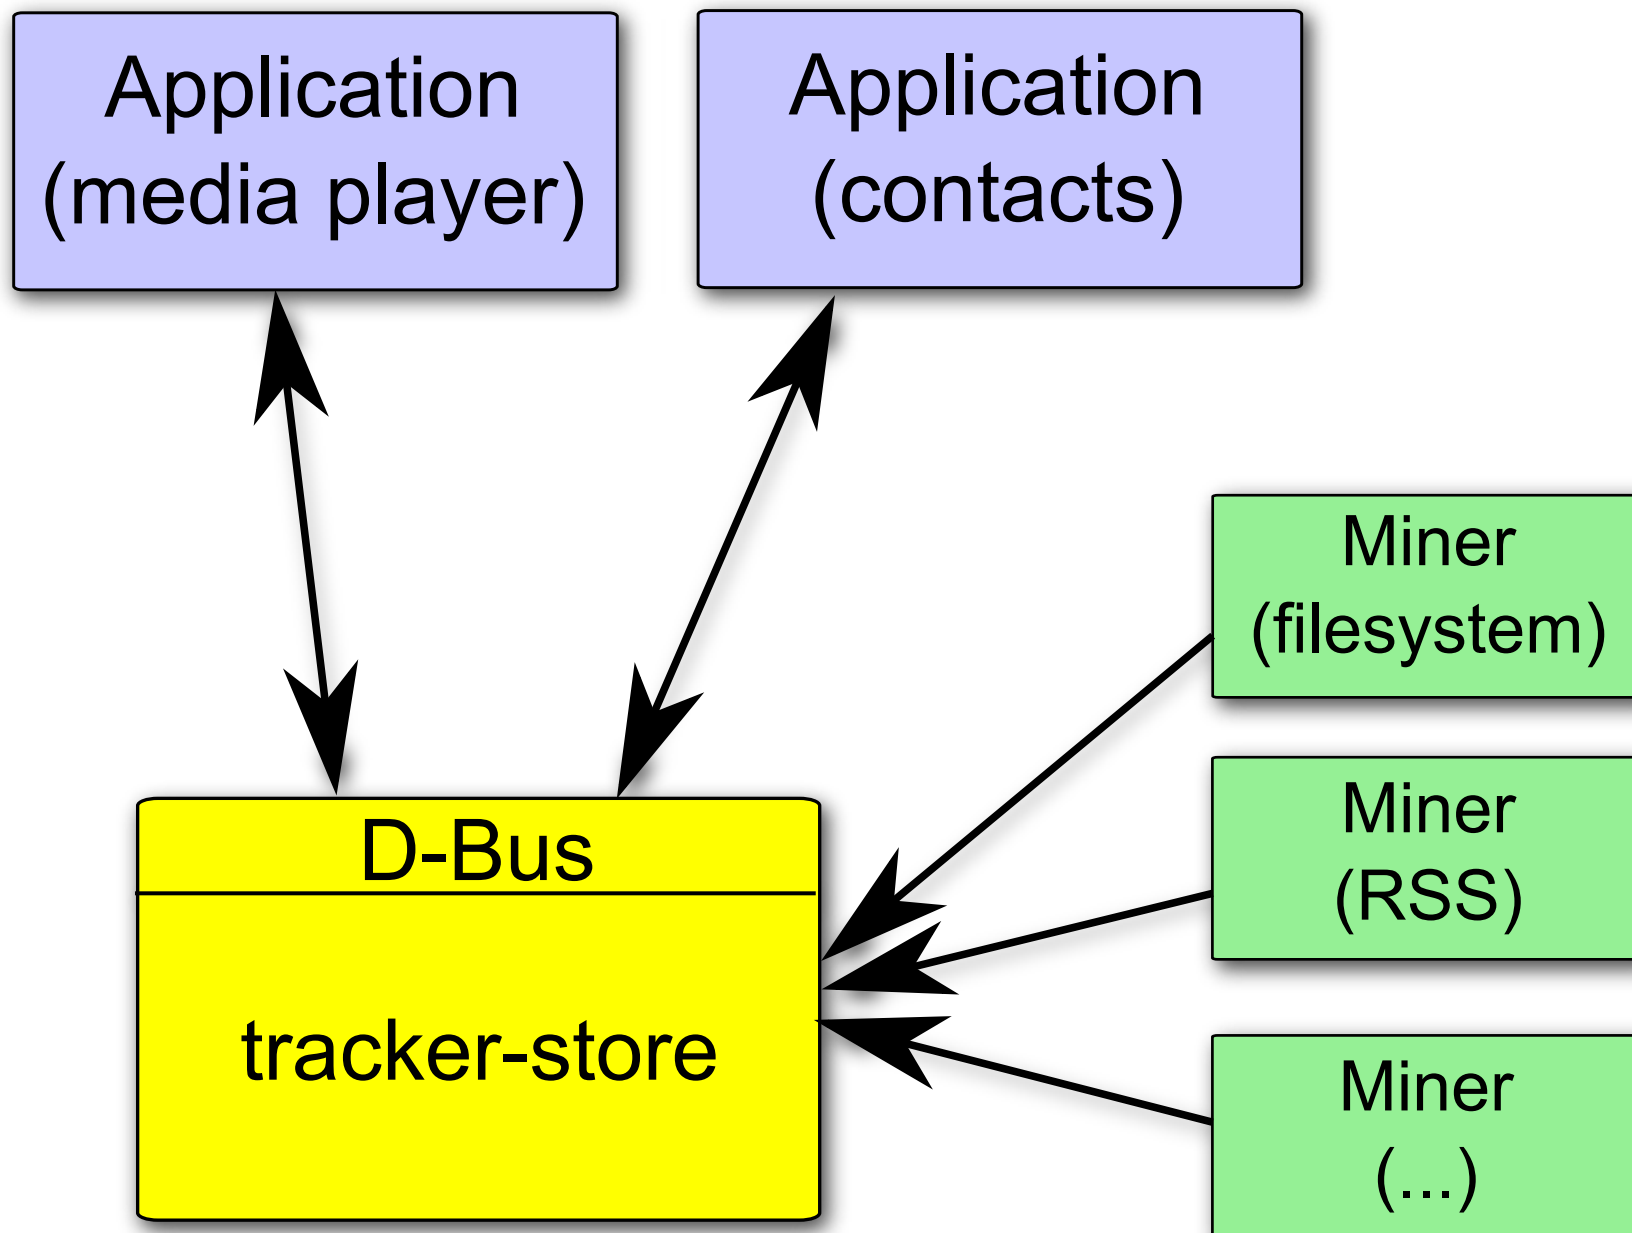 Application
(media player)
Application
(contacts)
Miner
(filesystem)
D-Bus
Miner
(RSS)
tracker-store
Miner
(...)